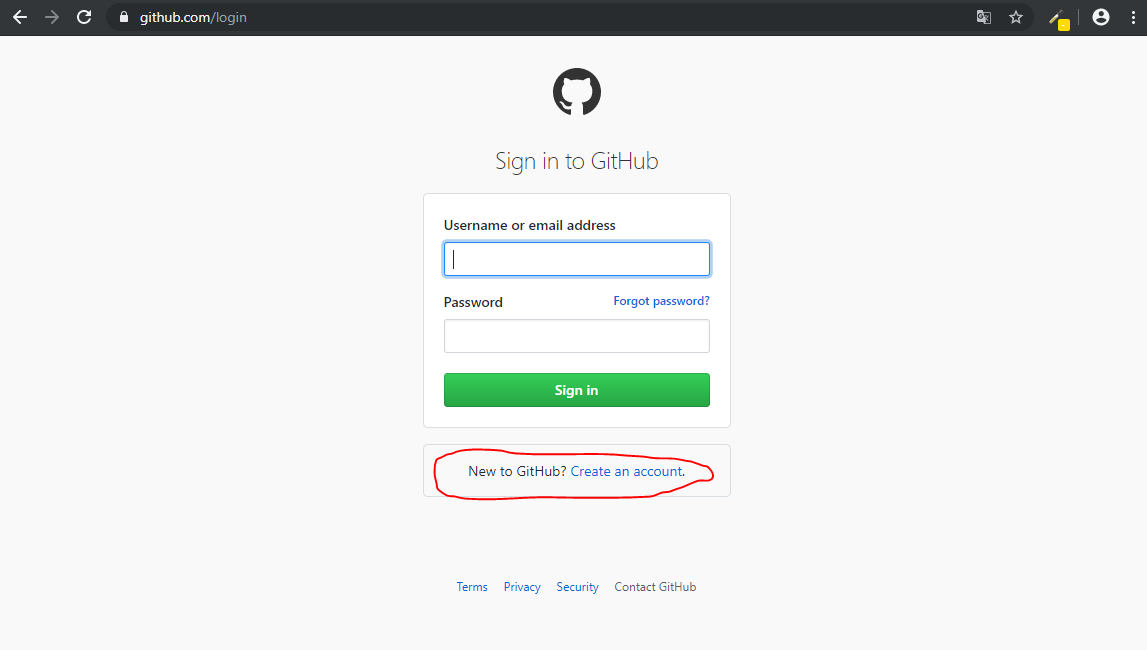 github.com/login
Sign in to GitHub
Username or email address
Password Forgot password?
Sign in
New to GitHub? Create an account.
Terms Privacy Security Contact GitHub